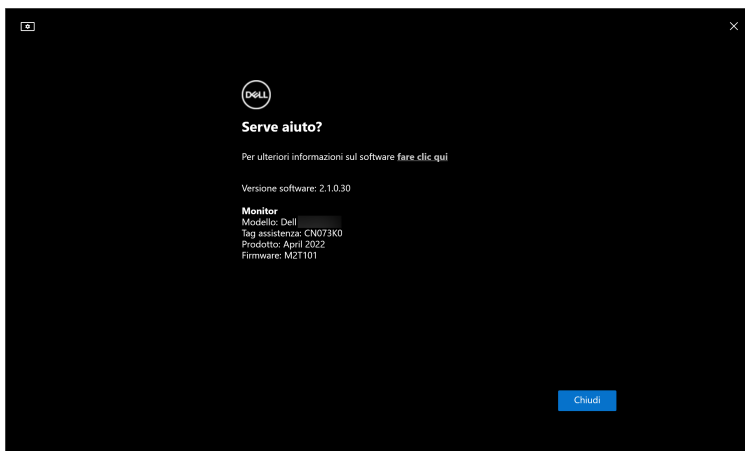 DELL
Serve aiuto?
Per ulteriori informazioni sul software fare clic qui
Versione software: 2.1.0.30
Monitor
Modello: Dell
Tag assistenza: CN073K0
Prodotto: April 2022
Firmware: M2T101
Chiudi